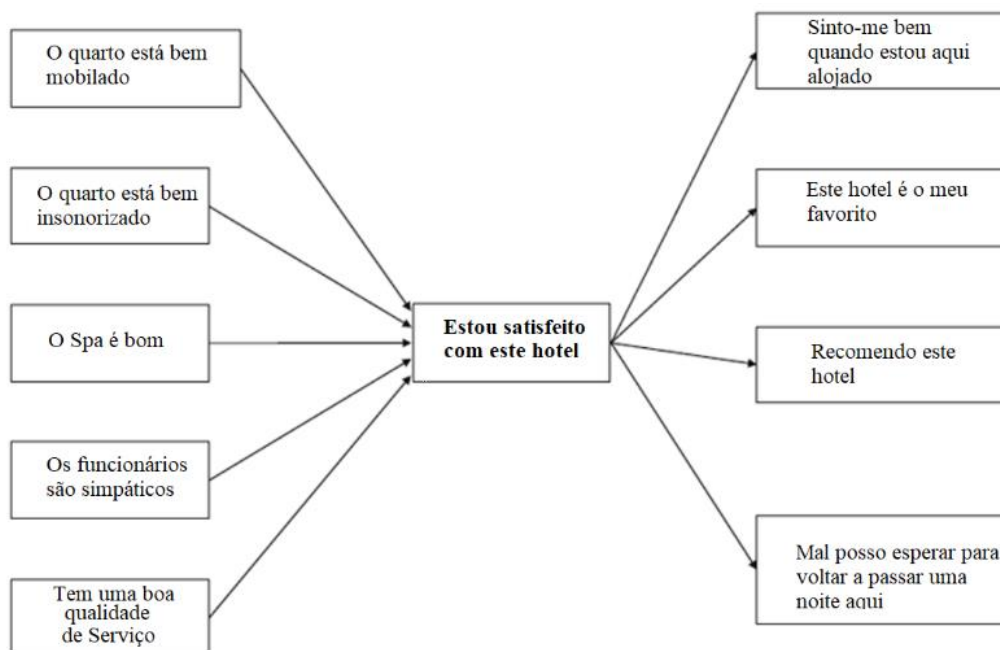 O quarto está bem
mobilado
O quarto está bem
insonorizado
O Spa é bom
Os funcionários
são simpáticos
Tem uma boa
qualidade
de Serviço
Estou satisfeito
com este hotel
Sinto-me bem
quando estou aqui
alojado
Este hotel é o meu
favorito
Recomendo este
hotel
Mal posso esperar para
voltar a passar uma
noite aqui